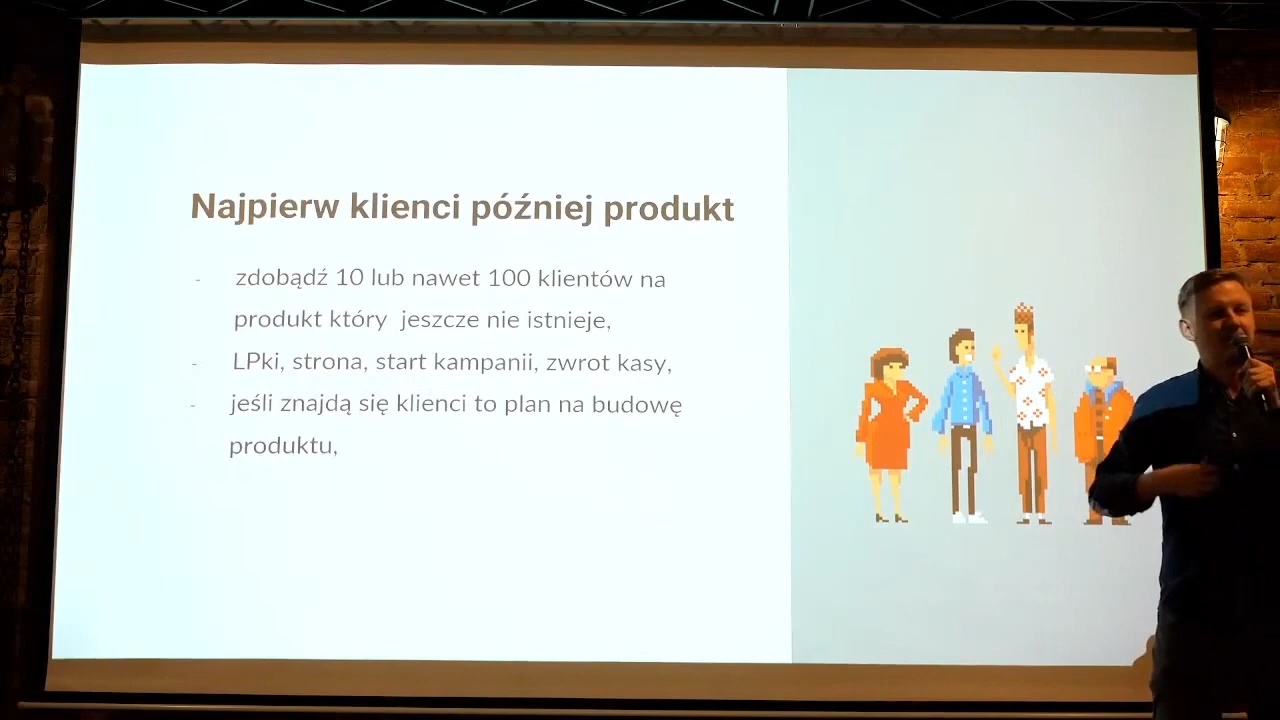 Najpierw klienci później produkt
- zdobądź 10 lub nawet 100 klientów na
produkt który jeszcze nie istnieje,
- LPki, strona, start kampanii, zwrot kasy,
- jeśli znajdą się klienci to plan na budowę
produktu,